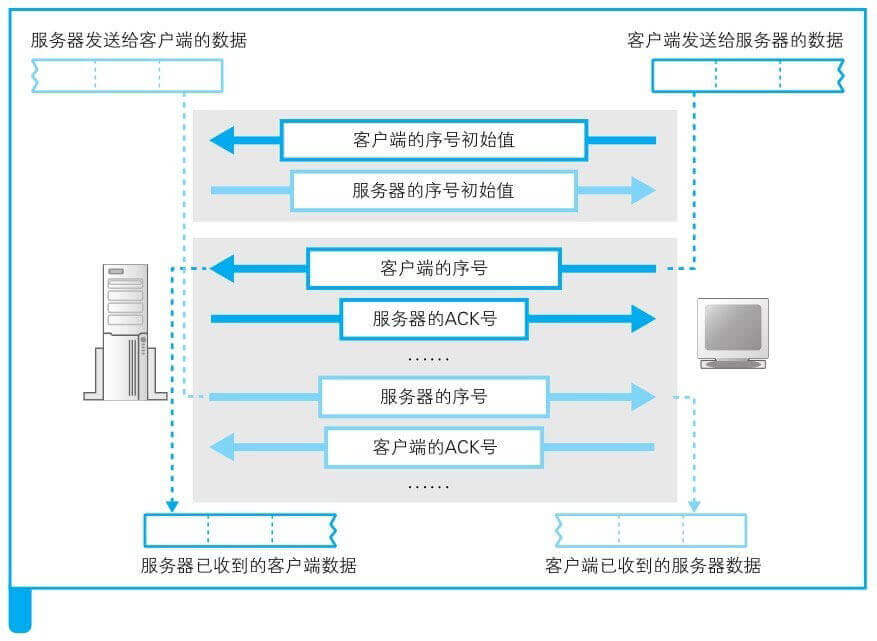 服务器发送给客户端的数据
客户端发送给服务器的数据
客户端的序号初始值
服务器的序号初始值
客户端的序号
服务器的ACK号
……
服务器的序号
客户端的ACK号
……
服务器已收到的客户端数据
客户端已收到的服务器数据